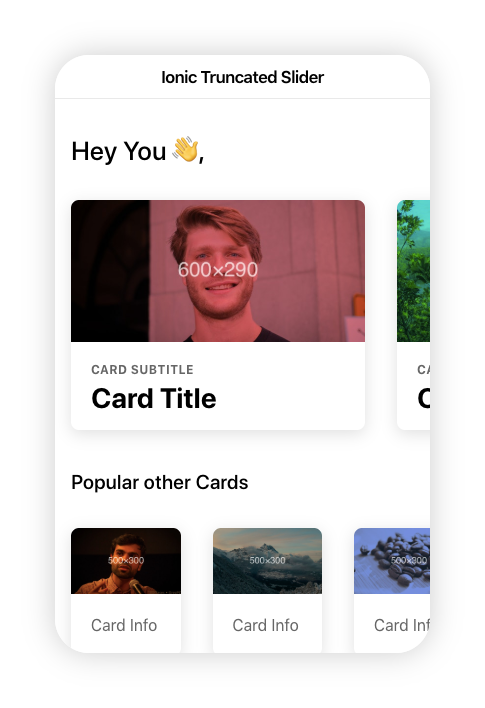 Ionic Truncated Slider
Hey You 👋,
600×290
CARD SUBTITLE
Card Title
CA
C
Popular other Cards
500×300
500×300
500×300
Card Info
Card Info
Card Inf